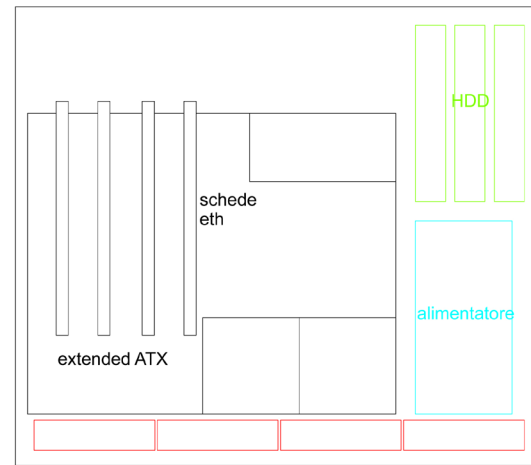 HDD
schede
eth
alimentatore
extended ATX